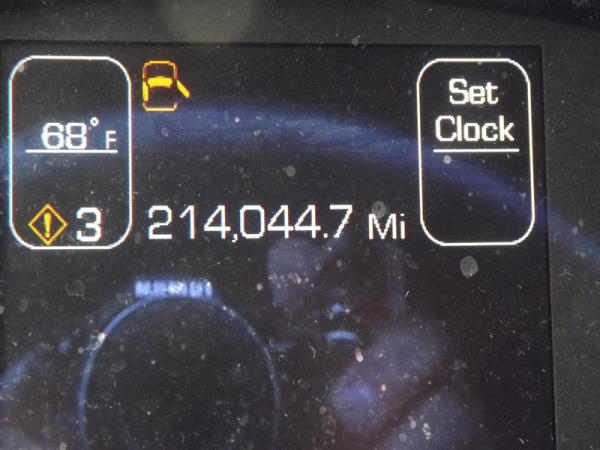 68°F
Set
Clock
! 3
214,044.7 Mi